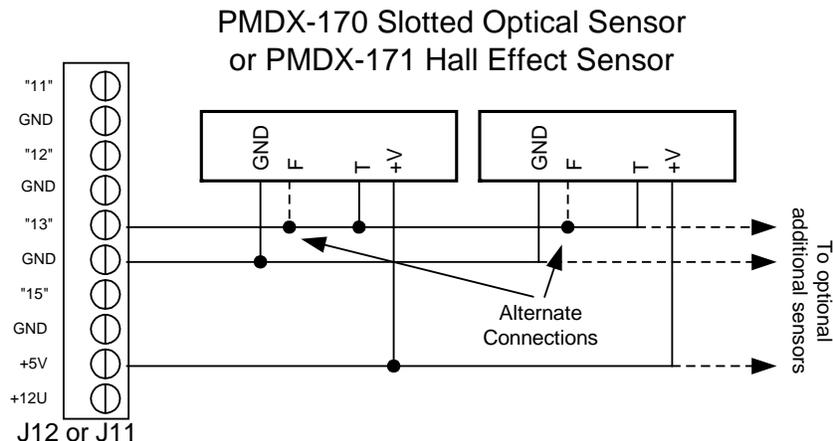 PMDX-170 Slotted Optical Sensor
or PMDX-171 Hall Effect Sensor
"11"
GND
"12"
GND
"13"
GND
"15"
GND
+5V
+12U
J12 or J11
GND
F
T
+V
GND
F
T
+V
Alternate
Connections
To optional
additional sensors